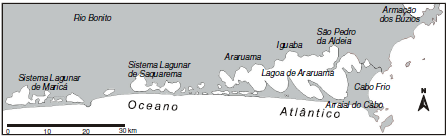 Armação
dos Búzios
Rio Bonito
São Pedro
da Aldeia
Iguaba
Araruama
Sistema Lagunar
de Saquarema
Lagoa de Araruama
Sistema Lagunar
de Maricá
Cabo Frio
Oceano Atlântico
Arraial do Cabo
N
0 10 20 30 km